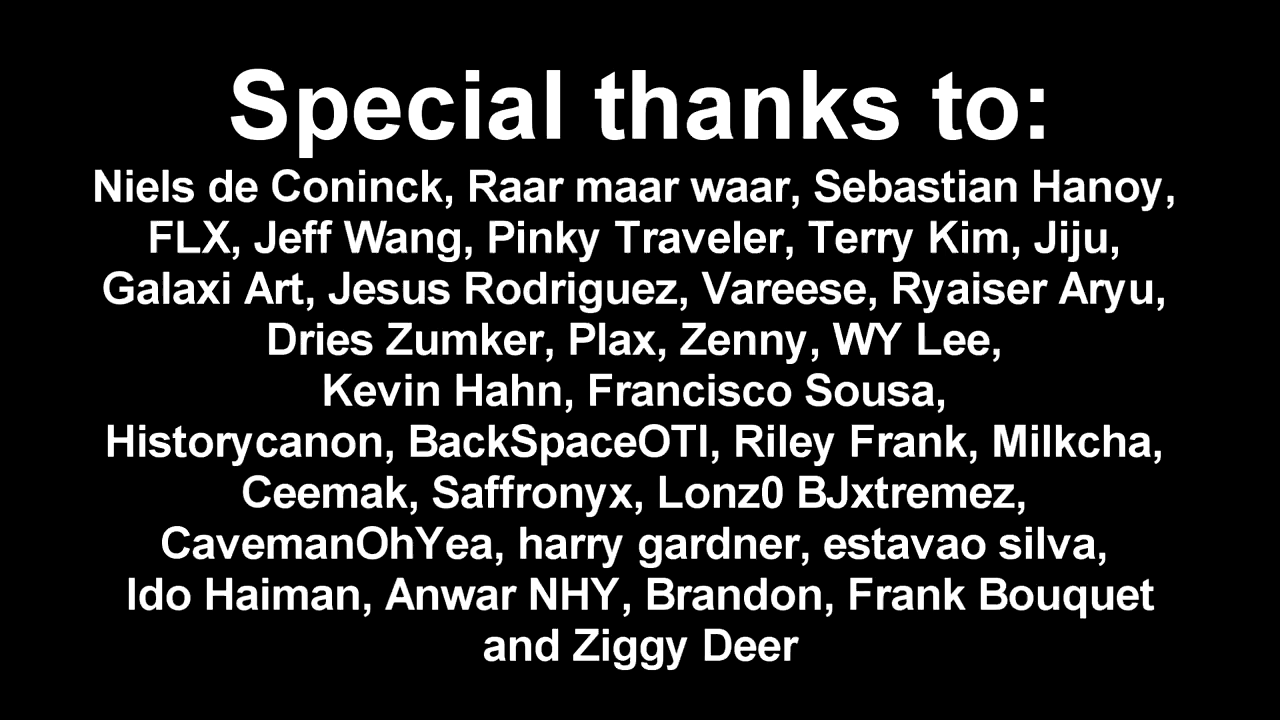 Special thanks to:
Niels de Coninck, Raar maar waar, Sebastian Hanoy,
FLX, Jeff Wang, Pinky Traveler, Terry Kim, Jiju,
Galaxi Art, Jesus Rodriguez, Vareese, Ryaiser Aryu,
Dries Zumker, Plax, Zenny, WY Lee,
Kevin Hahn, Francisco Sousa,
Historycanon, BackSpaceOTI, Riley Frank, Milkcha,
Ceemak, Saffronyx, Lonz0 BJxtremez,
CavemanOhYea, harry gardner, estavao silva,
Ido Haiman, Anwar NHY, Brandon, Frank Bouquet
and Ziggy Deer